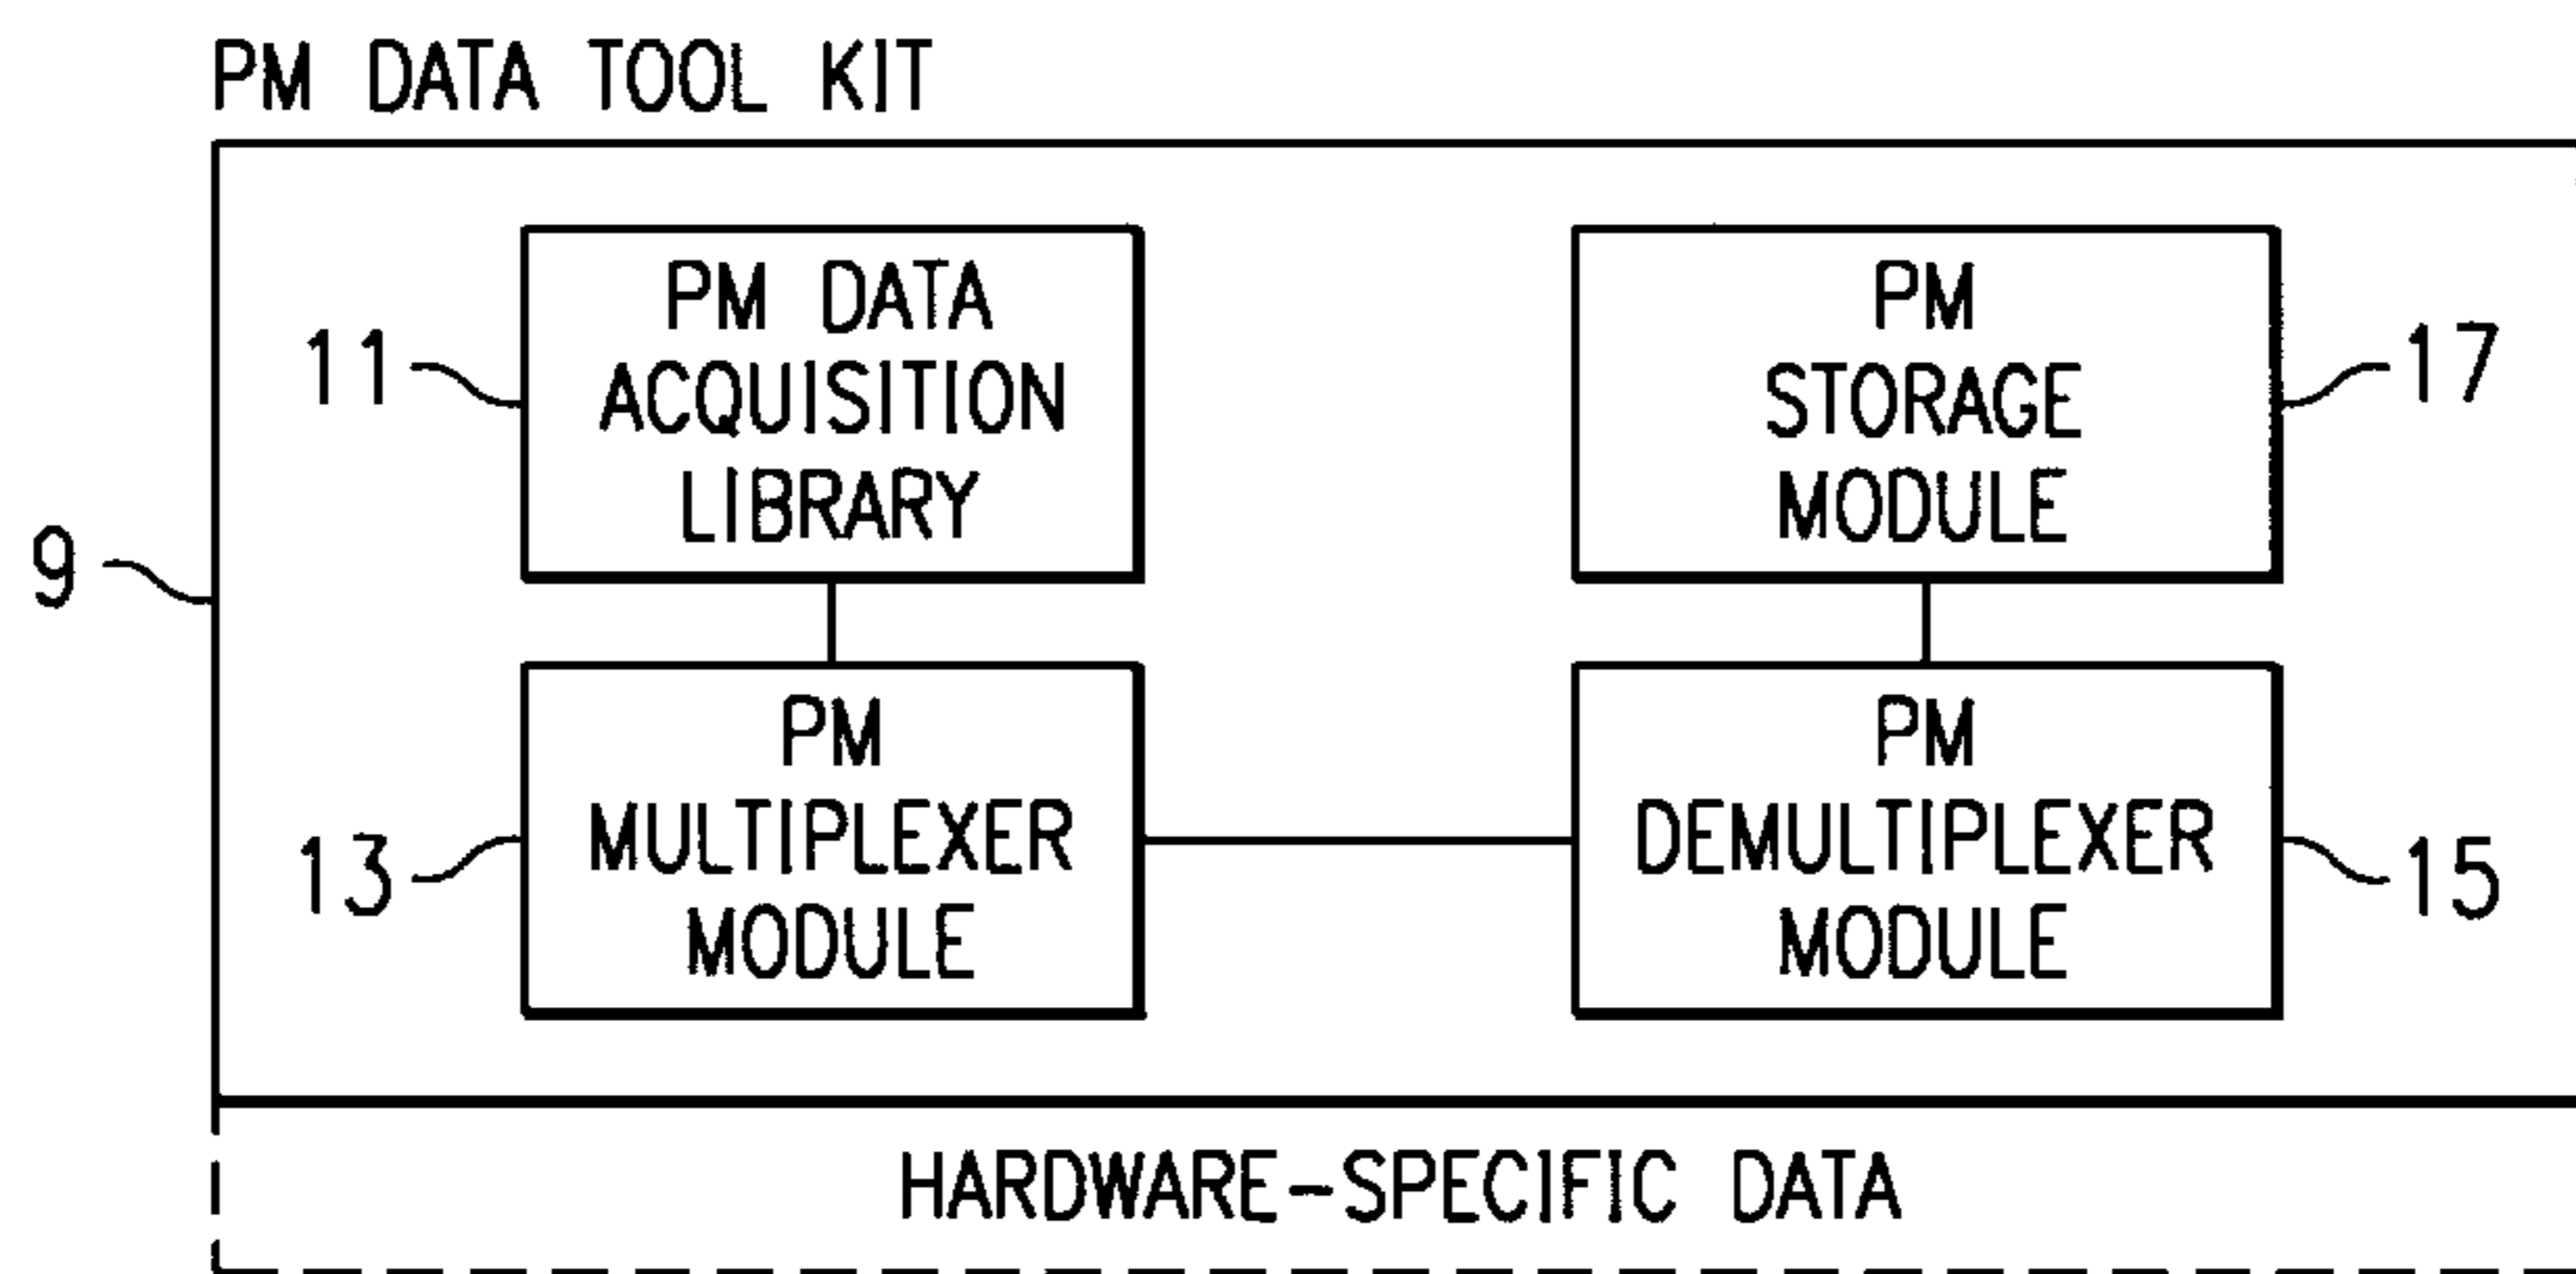 PM DATA TOOL KIT
PM DATA
ACQUISITION
LIBRARY
11
PM
STORAGE
MODULE
17
9
PM
MULTIPLEXER
MODULE
13
PM
DEMULTIPLEXER
MODULE
15
HARDWARE-SPECIFIC DATA